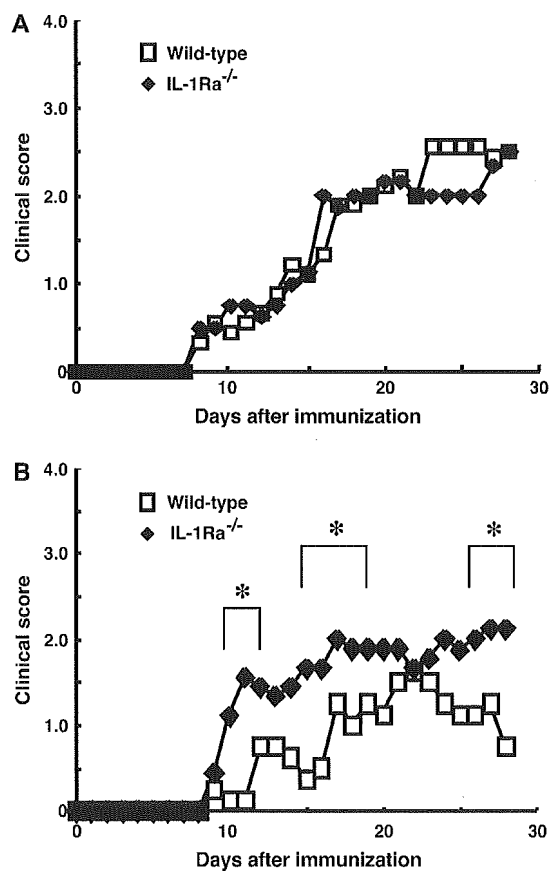 A
4.0
Wild-type
IL-1Ra-/-
3.0
Clinical score
2.0
1.0
0
0
10
20
30
Days after immunization
B
4.0
Wild-type
IL-1Ra-/-
*
*
*
3.0
Clinical score
2.0
1.0
0
0
10
20
30
Days after immunization